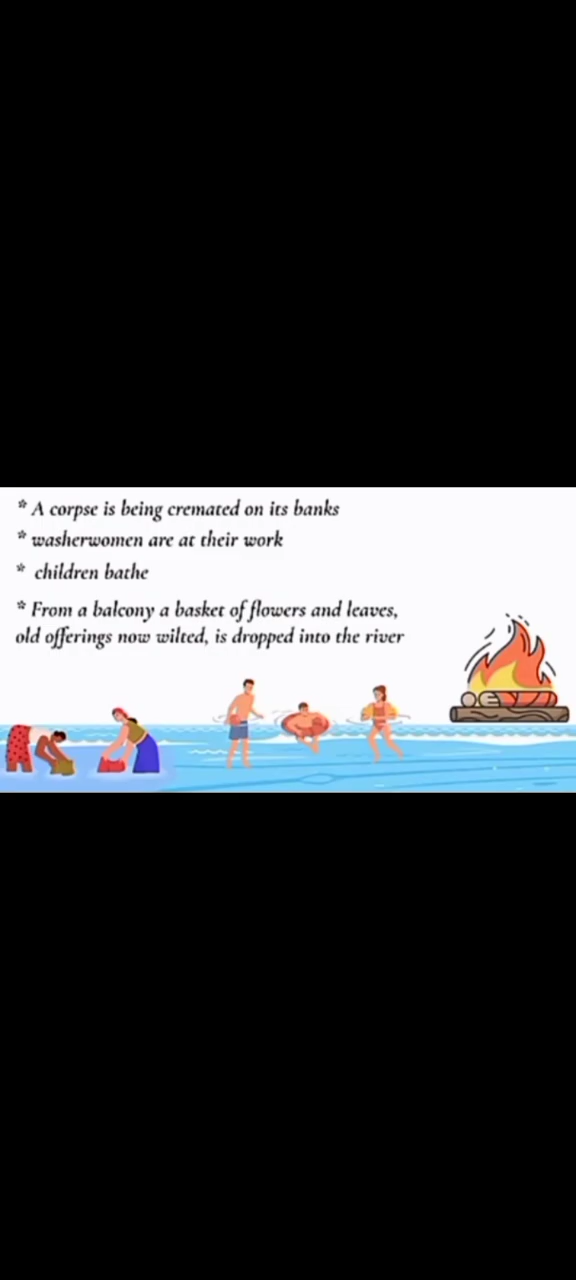 * A corpse is being cremated on its banks
* washerwomen are at their work
* children bathe
* From a balcony a basket of flowers and leaves,
old offerings now wilted, is dropped into the river